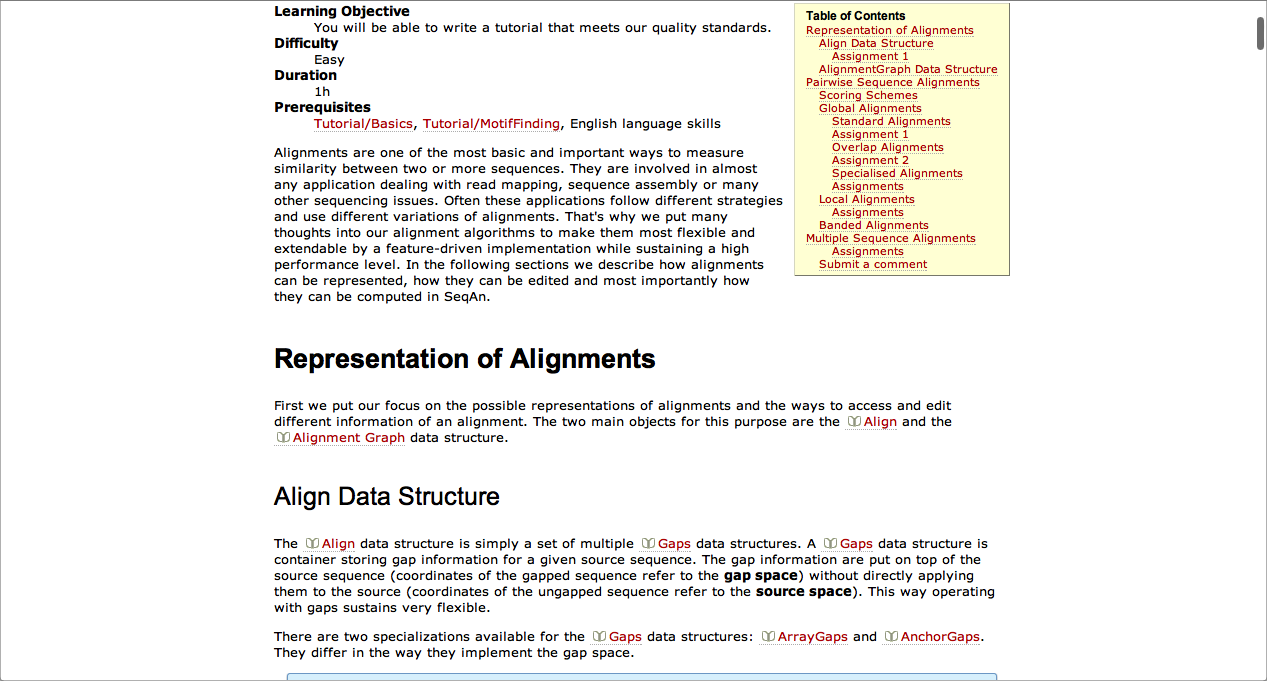 Learning Objective
You will be able to write a tutorial that meets our quality standards.
Difficulty
Easy
Duration
1h
Prerequisites
Tutorial/Basics, Tutorial/MotifFinding, English language skills
Alignments are one of the most basic and important ways to measure
similarity between two or more sequences. They are involved in almost
any application dealing with read mapping, sequence assembly or many
other sequencing issues. Often these applications follow different strategies
and use different variations of alignments. That's why we put many
thoughts into our alignment algorithms to make them most flexible and
extendable by a feature-driven implementation while sustaining a high
performance level. In the following sections we describe how alignments
can be represented, how they can be edited and most importantly how
they can be computed in SeqAn.
Table of Contents
Representation of Alignments
Align Data Structure
Assignment 1
AlignmentGraph Data Structure
Pairwise Sequence Alignments
Scoring Schemes
Global Alignments
Standard Alignments
Assignment 1
Overlap Alignments
Assignment 2
Specialised Alignments
Assignments
Local Alignments
Assignments
Banded Alignments
Multiple Sequence Alignments
Assignments
Submit a comment
Representation of Alignments
First we put our focus on the possible representations of alignments and the ways to access and edit
different information of an alignment. The two main objects for this purpose are the Align and the
Alignment Graph data structure.
Align Data Structure
The Align data structure is simply a set of multiple Gaps data structures. A Gaps data structure is
container storing gap information for a given source sequence. The gap information are put on top of the
source sequence (coordinates of the gapped sequence refer to the gap space) without directly applying
them to the source (coordinates of the ungapped sequence refer to the source space). This way operating
with gaps sustains very flexible.
There are two specializations available for the Gaps data structures: ArrayGaps and AnchorGaps.
They differ in the way they implement the gap space.